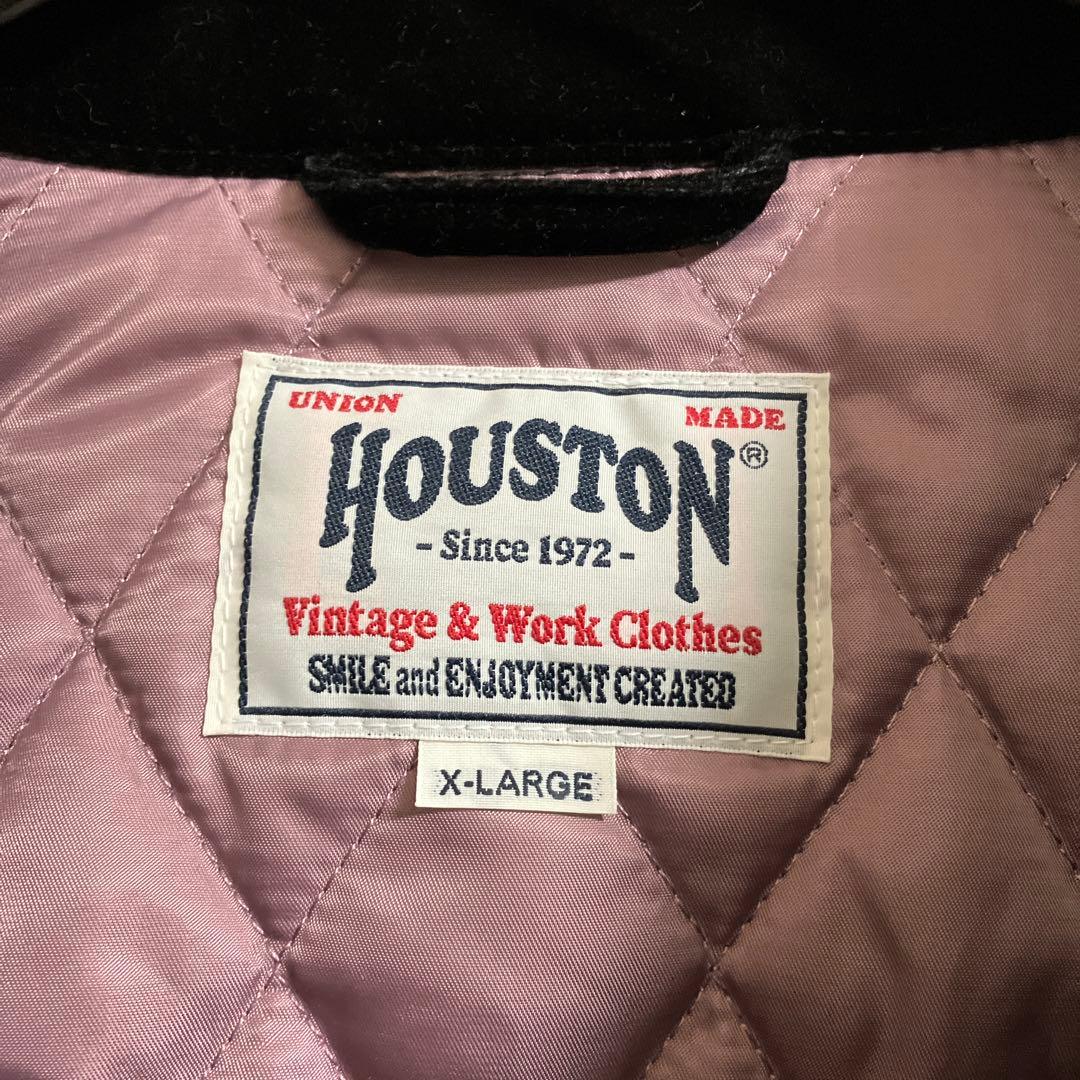 UNION MADE
HOUSTON®
- Since 1972 -
Vintage & Work Clothes
SMILE and ENJOYMENT CREATED
X-LARGE